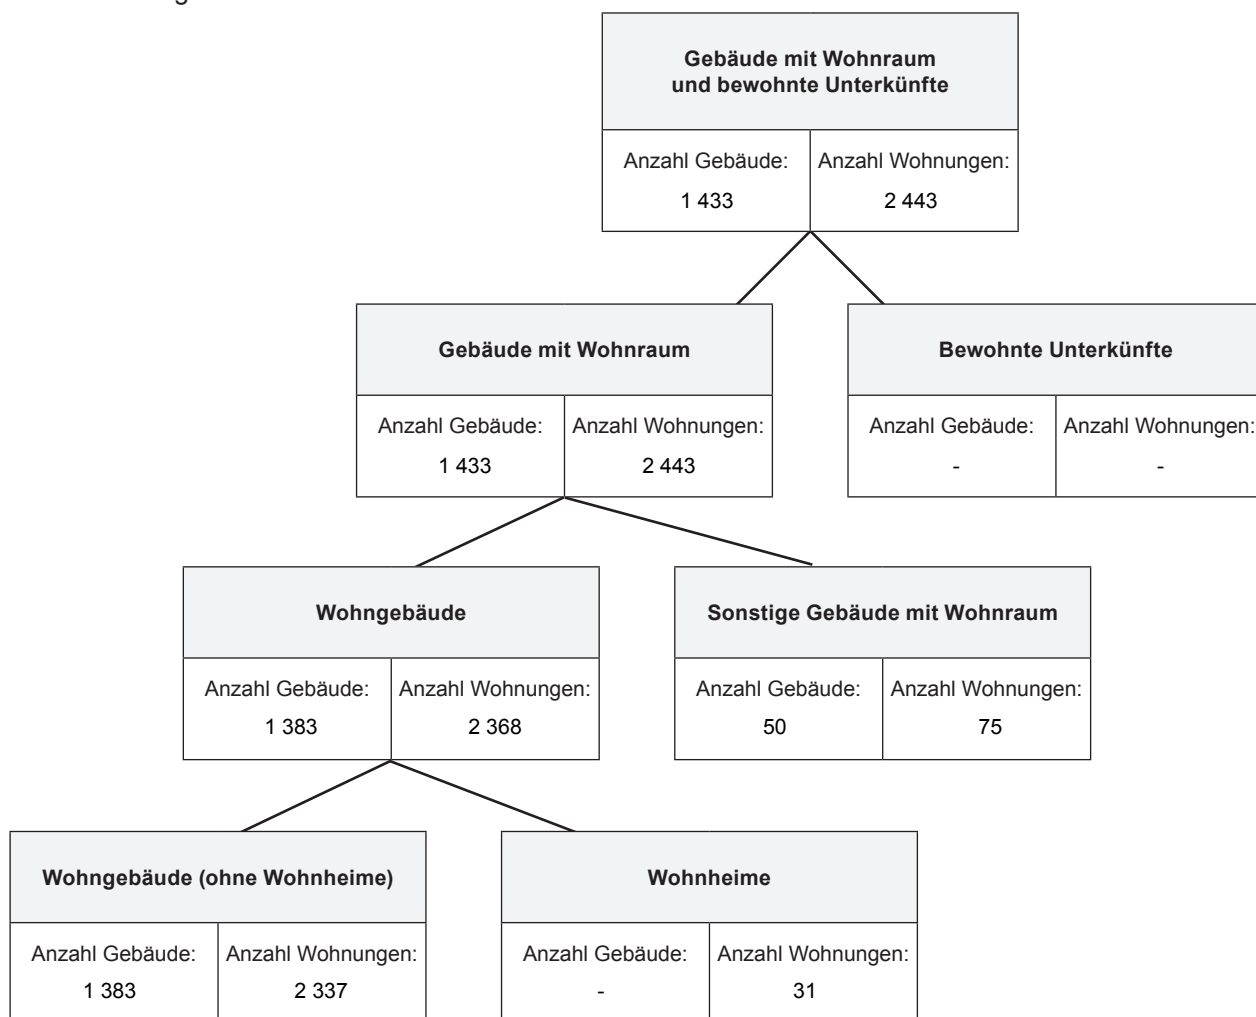 Gebäude mit Wohnraum
und bewohnte Unterkünfte
Anzahl Gebäude: Anzahl Wohnungen:
1 433 2 443
Gebäude mit Wohnraum Bewohnte Unterkünfte
Anzahl Gebäude: Anzahl Wohnungen: Anzahl Gebäude: Anzahl Wohnungen:
1 433 2 443 - -
Wohngebäude Sonstige Gebäude mit Wohnraum
Anzahl Gebäude: Anzahl Wohnungen: Anzahl Gebäude: Anzahl Wohnungen:
1 383 2 368 50 75
Wohngebäude (ohne Wohnheime) Wohnheime
Anzahl Gebäude: Anzahl Wohnungen: Anzahl Gebäude: Anzahl Wohnungen:
1 383 2 337 - 31